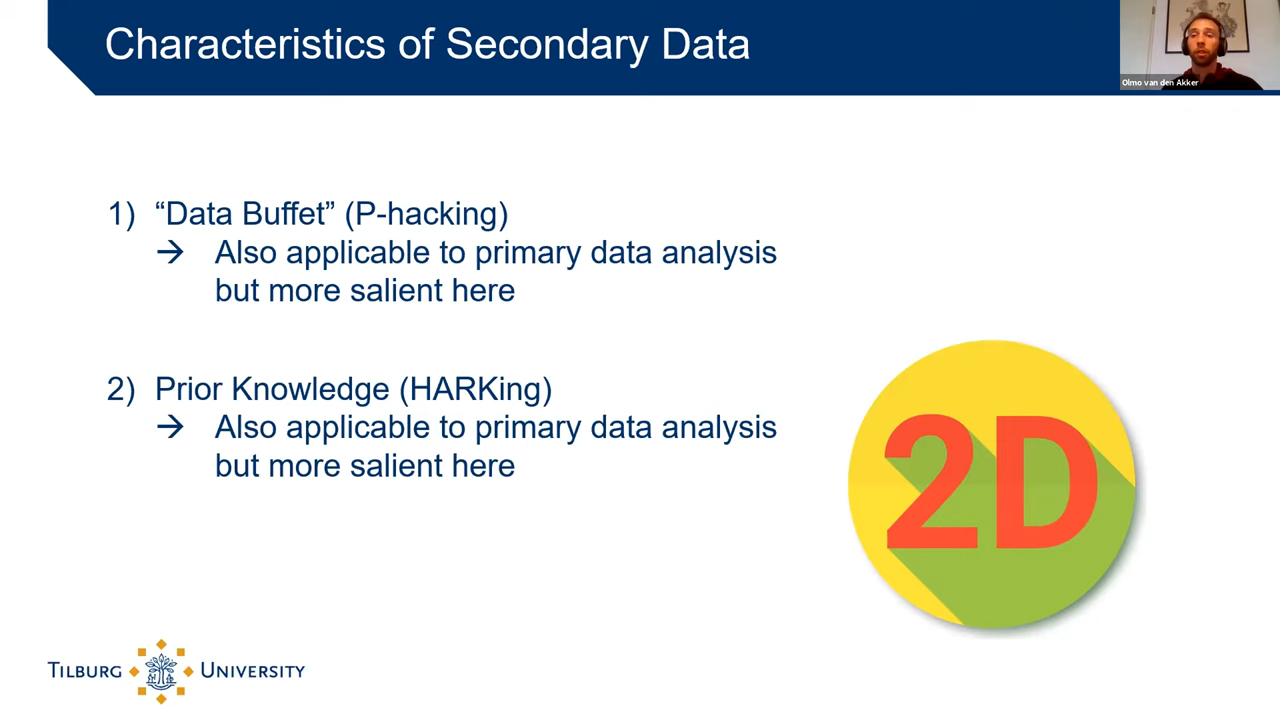 Characteristics of Secondary Data
Olmo van den Akker
1) “Data Buffet” (P-hacking)
→ Also applicable to primary data analysis
but more salient here
2) Prior Knowledge (HARKing)
→ Also applicable to primary data analysis
but more salient here
2D
TILBURG UNIVERSITY